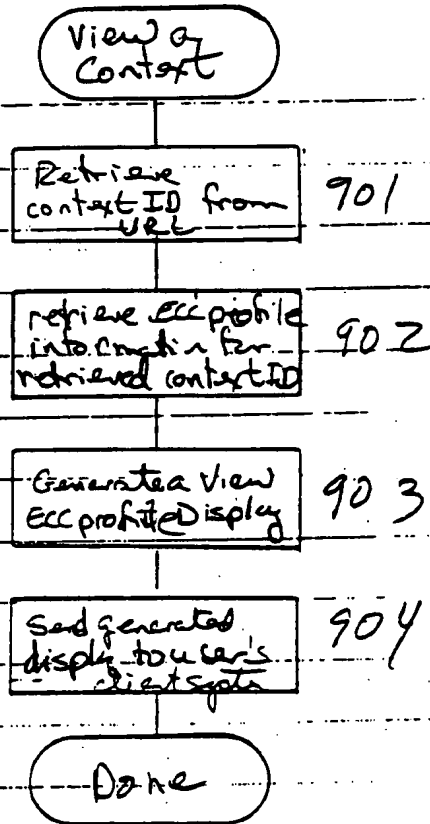 View a
Context
Retrieve
context ID from
URL
901
retrieve ECC profile
information for
retrieved context ID
902
Generate a View
ECC profile Display
903
Send generated
display to user's
client system
904
Done